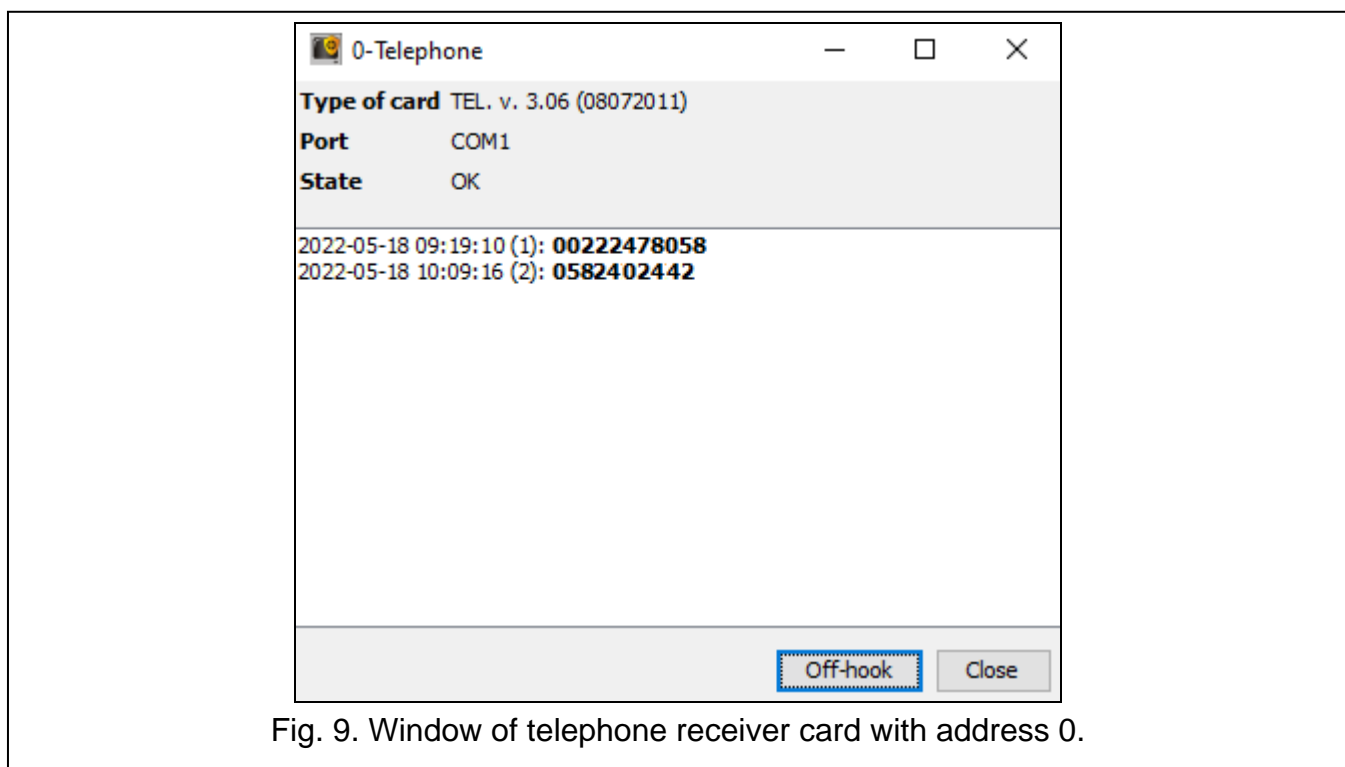 0-Telephone
Type of card TEL. v. 3.06 (08072011)
Port COM1
State OK
2022-05-18 09:19:10 (1): 00222478058
2022-05-18 10:09:16 (2): 0582402442
Off-hook Close
Fig. 9. Window of telephone receiver card with address 0.